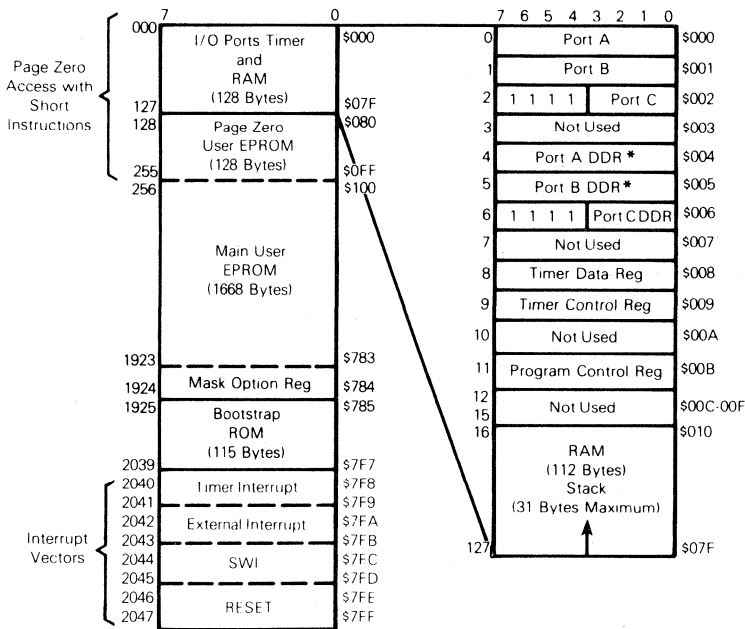 7 0
000
I/O Ports Timer
and
RAM
(128 Bytes)
$000
Page Zero
Access with
Short
Instructions
127
$07F
128
$080
Page Zero
User EPROM
(128 Bytes)
255
$0FF
256
$100
Main User
EPROM
(1668 Bytes)
1923
$783
1924
Mask Option Reg
$784
1925
$785
Bootstrap
ROM
(115 Bytes)
2039
$7F7
Interrupt
Vectors
2040
Timer Interrupt
$7F8
2041
$7F9
2042
External Interrupt
$7FA
2043
$7FB
2044
SWI
$7FC
2045
$7FD
2046
RESET
$7FE
2047
$7FF
7 6 5 4 3 2 1 0
0 Port A $000
1 Port B $001
2 1 1 1 1 Port C $002
3 Not Used $003
4 Port A DDR * $004
5 Port B DDR * $005
6 1 1 1 1 Port C DDR $006
7 Not Used $007
8 Timer Data Reg $008
9 Timer Control Reg $009
10 Not Used $00A
11 Program Control Reg $00B
12
15
Not Used $00C-00F
16 $010
RAM
(112 Bytes)
Stack
(31 Bytes Maximum)
127 $07F